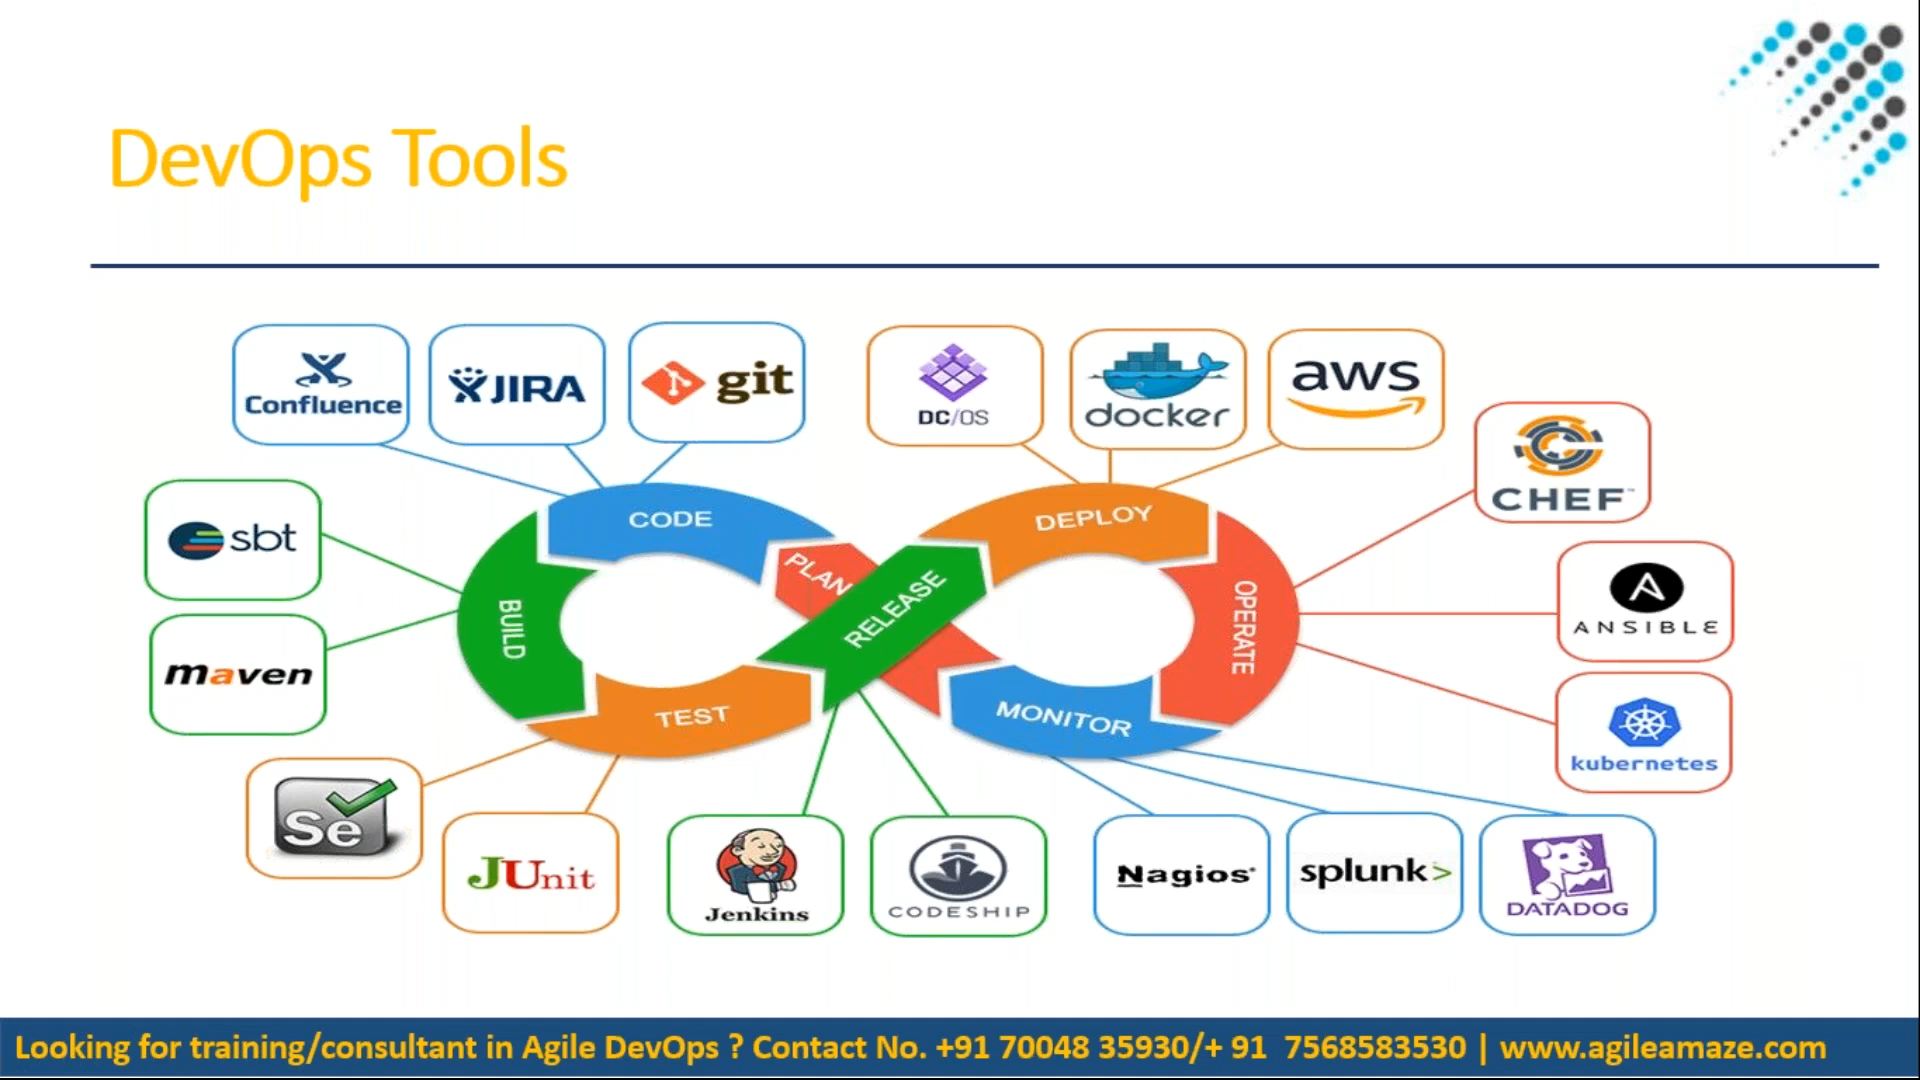 DevOps Tools
Confluence
JIRA
git
DC/OS
docker
aws
CHEF™
sbt
CODE
DEPLOY
PLAN
RELEASE
BUILD
OPERATE
ANSIBLE
maven
TEST
MONITOR
kubernetes
Se
JUnit
Jenkins
CODESHIP
Nagios®
splunk>
DATADOG
Looking for training/consultant in Agile DevOps ? Contact No. +91 70048 35930/+ 91 7568583530 | www.agileamaze.com